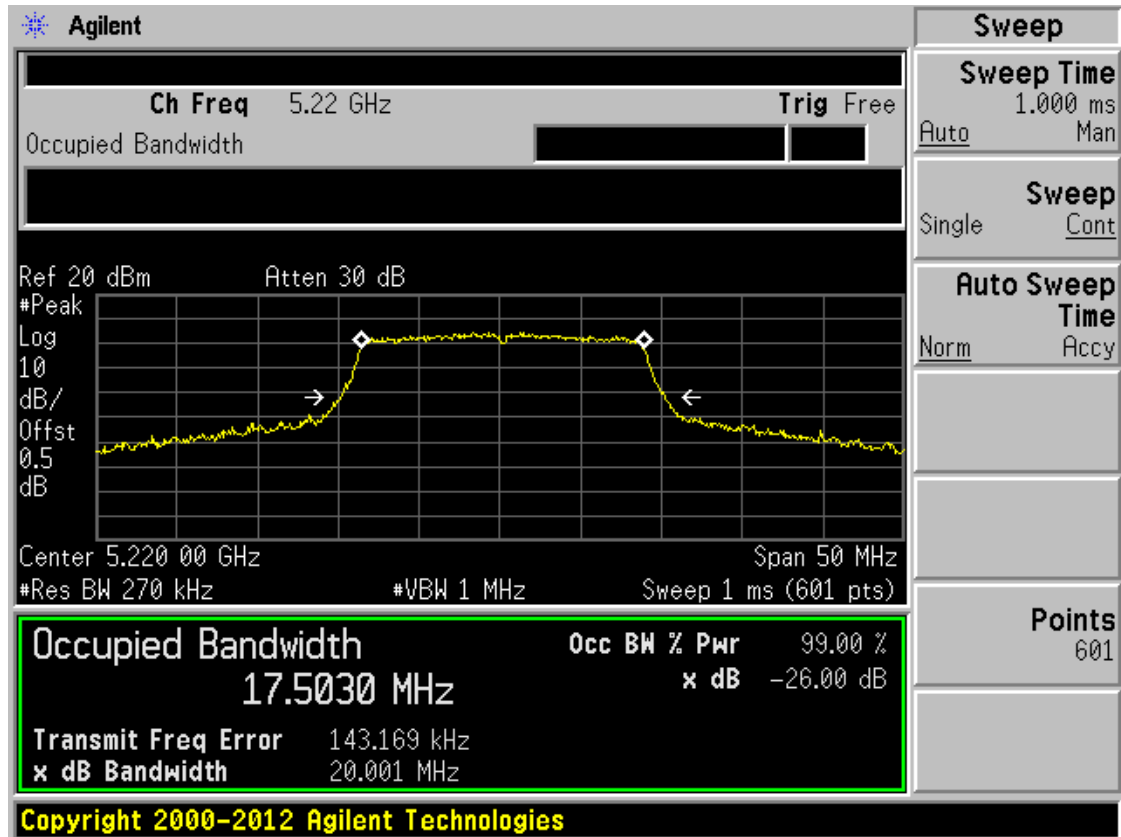 Agilent
Ch Freq 5.22 GHz Trig Free
Occupied Bandwidth
Ref 20 dBm Atten 30 dB
#Peak
Log
10
dB/
Offst
0.5
dB
Center 5.220 00 GHz Span 50 MHz
#Res BW 270 kHz #VBW 1 MHz Sweep 1 ms (601 pts)
Occupied Bandwidth
17.5030 MHz
Occ BW % Pwr 99.00 %
x dB -26.00 dB
Transmit Freq Error 143.169 kHz
x dB Bandwidth 20.001 MHz
Copyright 2000-2012 Agilent Technologies
Sweep
Sweep Time
1.000 ms
Auto Man
Sweep
Single Cont
Auto Sweep
Time
Norm Accy
Points
601